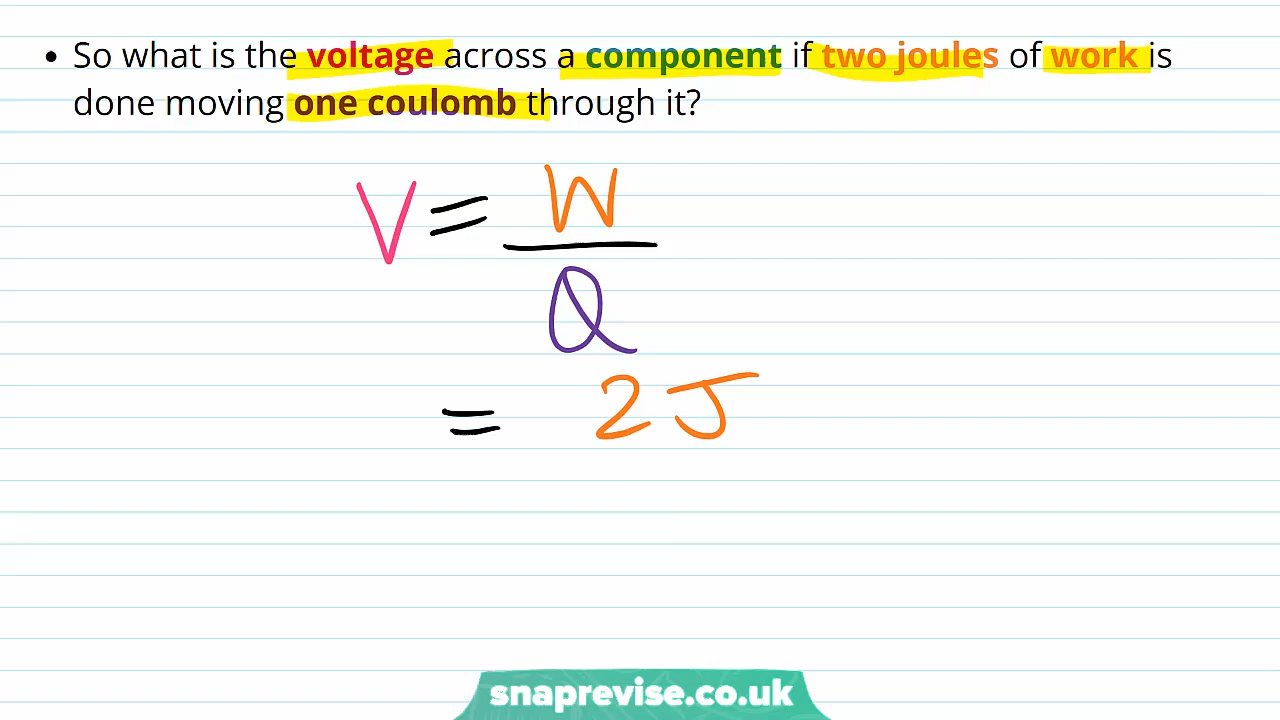 • So what is the voltage across a component if two joules of work is
done moving one coulomb through it?
V = W
Q
= 2J
snaprevise.co.uk